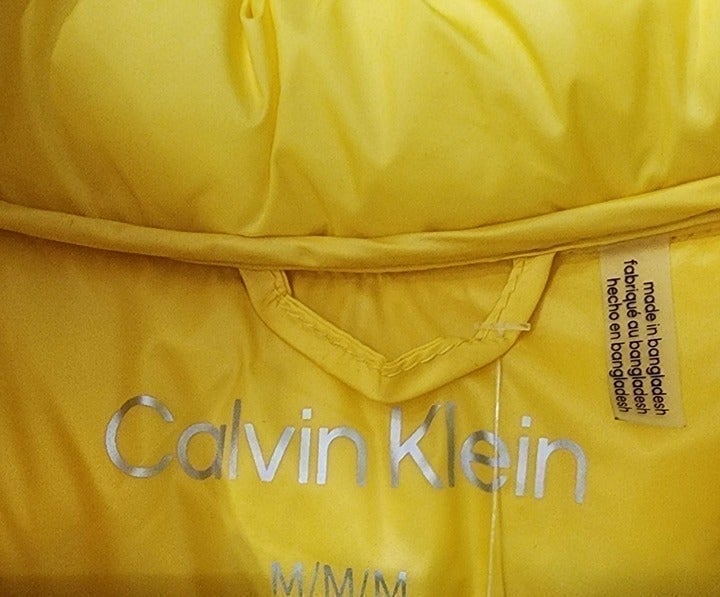 Calvin Klein
M/M/M
made in bangladesh
fabriqué au bangladesh
hecho en bangladesh